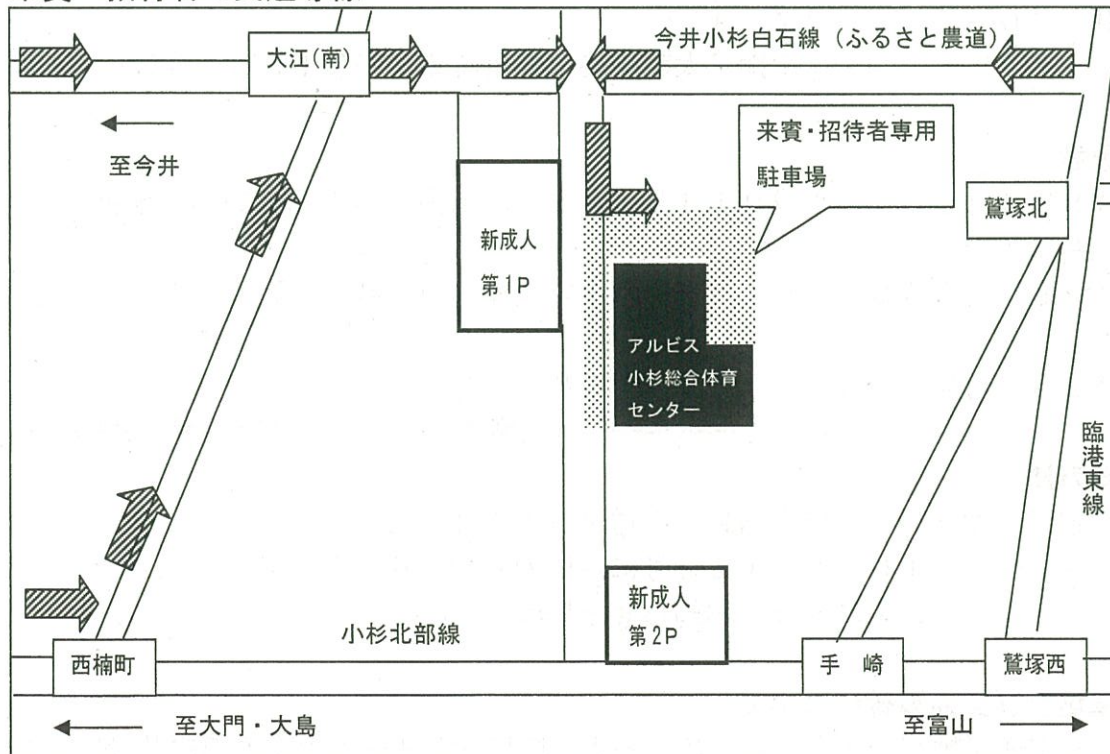 今井小杉白石線（ふるさと農道）
大江(南)
至今井
来賓・招待者専用
駐車場
鷲塚北
新成人
第1P
アルビス
小杉総合体育
センター
臨港東線
新成人
第2P
小杉北部線
西楠町
手　崎
鷲塚西
至大門・大島
至富山